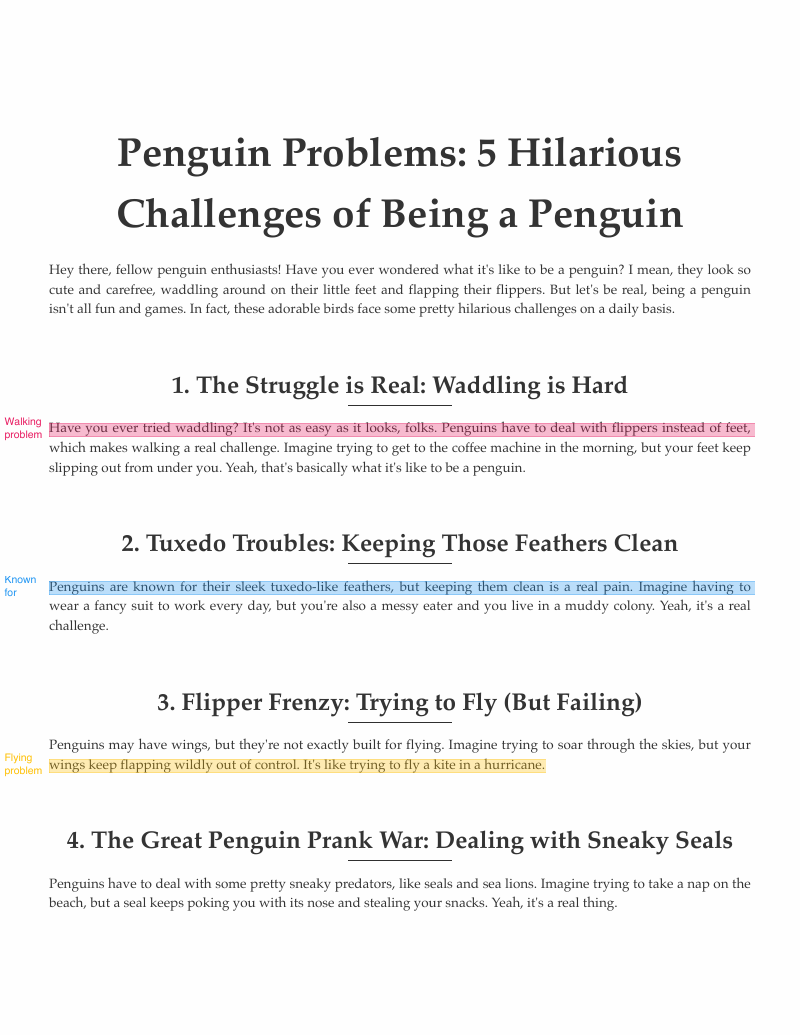 Penguin Problems: 5 Hilarious
Challenges of Being a Penguin
Hey there, fellow penguin enthusiasts! Have you ever wondered what it's like to be a penguin? I mean, they look so
cute and carefree, waddling around on their little feet and flapping their flippers. But let's be real, being a penguin
isn't all fun and games. In fact, these adorable birds face some pretty hilarious challenges on a daily basis.
1. The Struggle is Real: Waddling is Hard
Walking
problem
Have you ever tried waddling? It's not as easy as it looks, folks. Penguins have to deal with flippers instead of feet,
which makes walking a real challenge. Imagine trying to get to the coffee machine in the morning, but your feet keep
slipping out from under you. Yeah, that's basically what it's like to be a penguin.
2. Tuxedo Troubles: Keeping Those Feathers Clean
Known
for
Penguins are known for their sleek tuxedo-like feathers, but keeping them clean is a real pain. Imagine having to
wear a fancy suit to work every day, but you're also a messy eater and you live in a muddy colony. Yeah, it's a real
challenge.
3. Flipper Frenzy: Trying to Fly (But Failing)
Penguins may have wings, but they're not exactly built for flying. Imagine trying to soar through the skies, but your
Flying
problem
wings keep flapping wildly out of control. It's like trying to fly a kite in a hurricane.
4. The Great Penguin Prank War: Dealing with Sneaky Seals
Penguins have to deal with some pretty sneaky predators, like seals and sea lions. Imagine trying to take a nap on the
beach, but a seal keeps poking you with its nose and stealing your snacks. Yeah, it's a real thing.